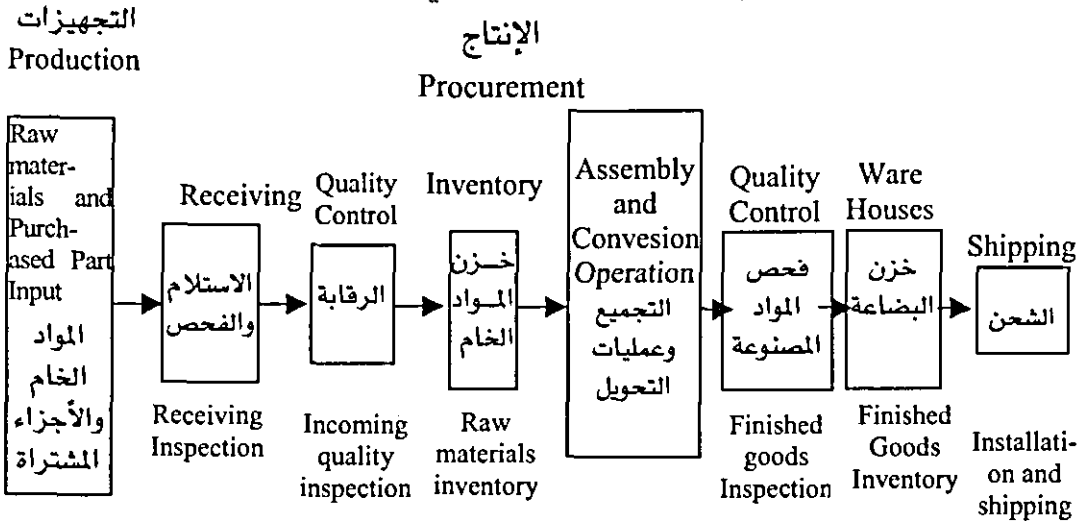 التجهيزات
Production
الإنتاج
Procurement
Raw
mater-
ials and
Purch-
ased Part
Input
المواد
الخام
والأجزاء
المشتراة
Receiving
الاستلام
والفحص
Receiving
Inspection
Quality
Control
الرقابة
Incoming
quality
inspection
Inventory
خـــزن
المــواد
الخام
Raw
materials
inventory
Assembly
and
Convesion
Operation
التجميع
وعمليات
التحويل
Quality
Control
فحص
المواد
المصنوعة
Finished
goods
Inspection
Ware
Houses
خزن
البضاعة
Finished
Goods
Inventory
Shipping
الشحن
Installati-
on and
shipping